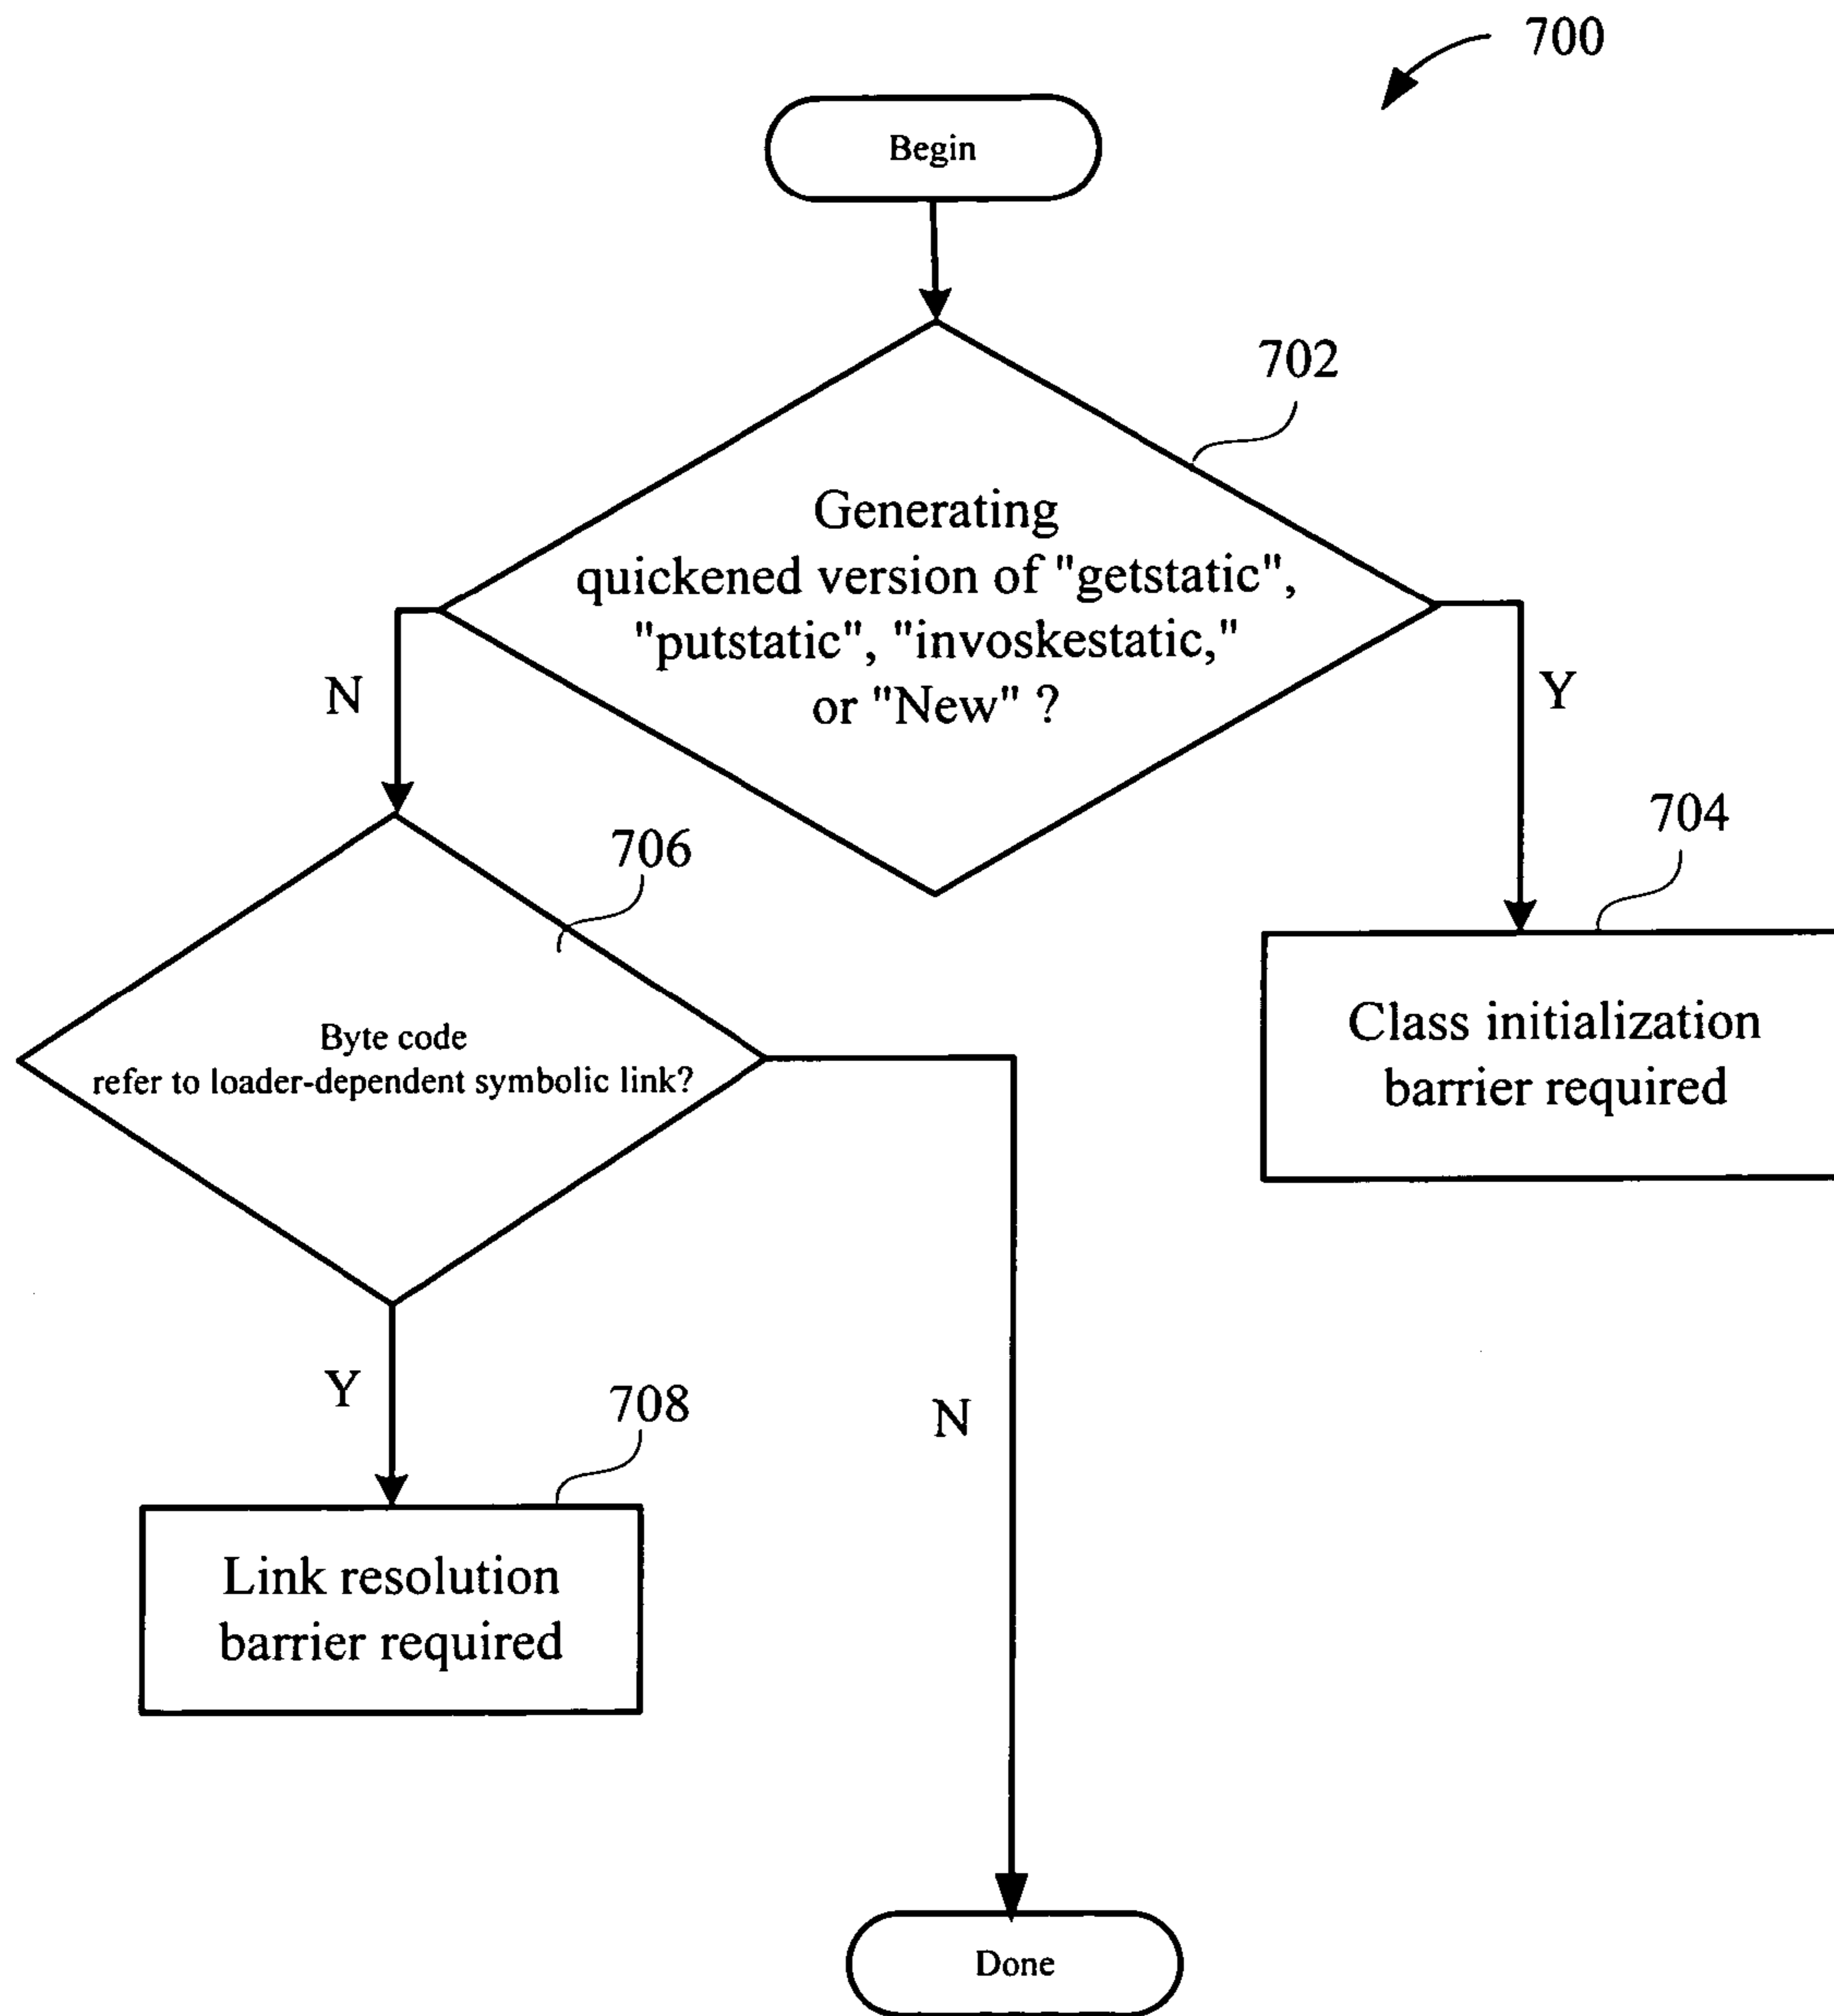 700
Begin
702
Generating
quickened version of "getstatic",
"putstatic", "invoskestatic,"
or "New" ?
N
Y
706
704
Byte code
refer to loader-dependent symbolic link?
Class initialization
barrier required
Y
708
N
Link resolution
barrier required
Done